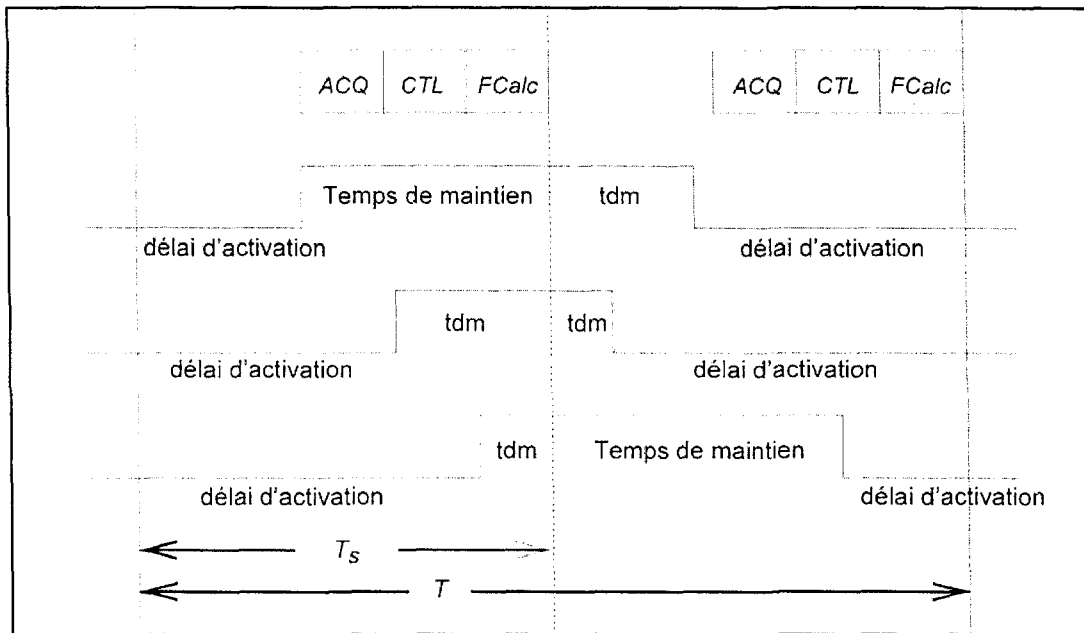 ACQ CTL FCalc ACQ CTL FCalc
Temps de maintien tdm
délai d'activation délai d'activation
tdm tdm
délai d'activation délai d'activation
tdm Temps de maintien
délai d'activation délai d'activation
Ts
T